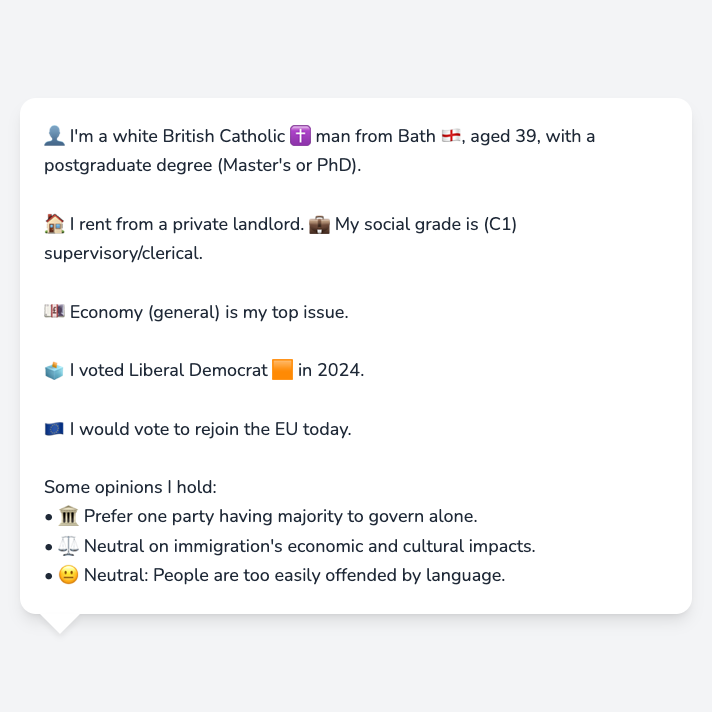 👤 I'm a white British Catholic ✝️ man from Bath 🏴󠁧󠁢󠁥󠁮󠁧󠁿, aged 39, with a
postgraduate degree (Master's or PhD).
🏠 I rent from a private landlord. 💼 My social grade is (C1)
supervisory/clerical.
💷 Economy (general) is my top issue.
🗳️ I voted Liberal Democrat 🟧 in 2024.
🇪🇺 I would vote to rejoin the EU today.
Some opinions I hold:
• 🏛️ Prefer one party having majority to govern alone.
• ⚖️ Neutral on immigration's economic and cultural impacts.
• 😐 Neutral: People are too easily offended by language.